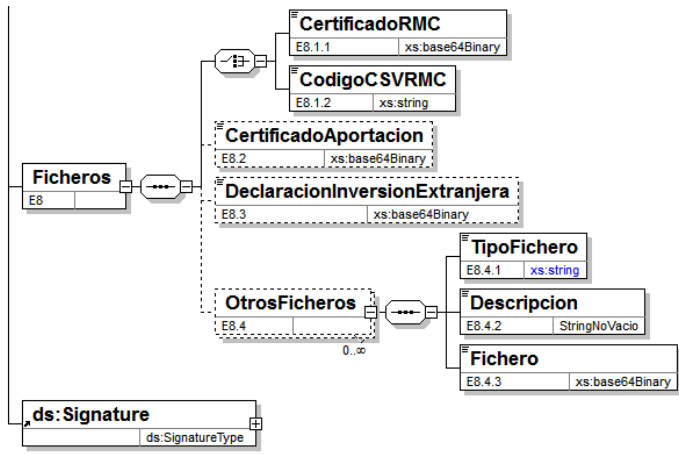 CertificadoRMC
E8.1.1 xs:base64Binary
CodigoCSVRMC
E8.1.2 xs:string
CertificadoAportacion
E8.2 xs:base64Binary
Ficheros
E8
DeclaracionInversionExtranjera
E8.3 xs:base64Binary
TipoFichero
E8.4.1 xs:string
OtrosFicheros
E8.4
0..∞
Descripcion
E8.4.2 StringNoVacio
Fichero
E8.4.3 xs:base64Binary
ds:Signature
ds:SignatureType